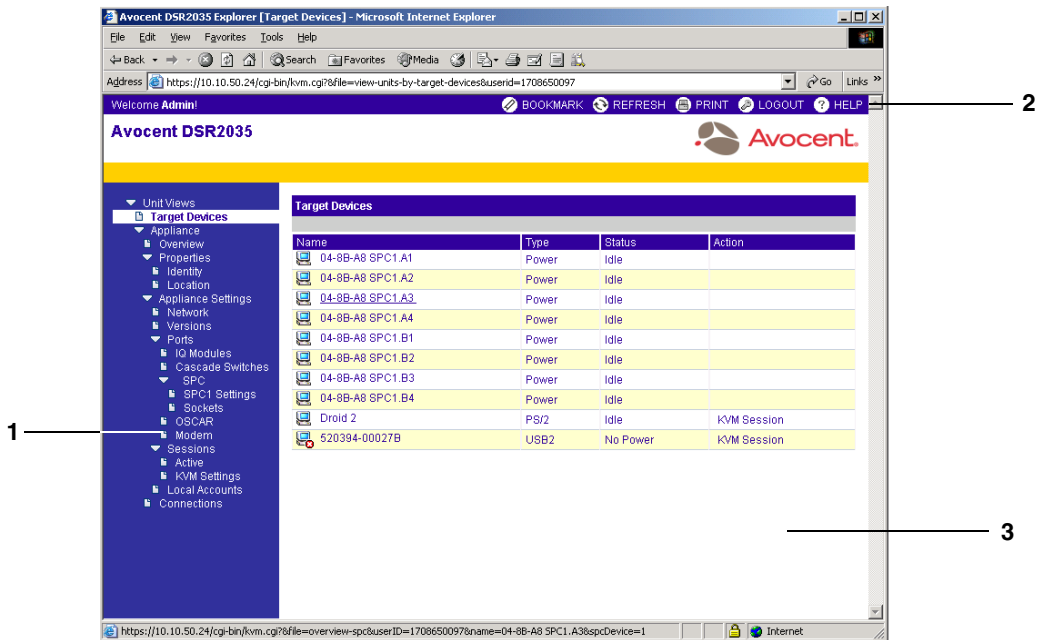 Avocent DSR2035 Explorer [Target Devices] - Microsoft Internet Explorer
File Edit View Favorites Tools Help
Back Search Favorites Media
Address https://10.10.50.24/cgi-bin/kvm.cgi?&file=view-units-by-target-devices&userid=1708650097 Go Links »
Welcome Admin! BOOKMARK REFRESH PRINT LOGOUT ? HELP
2
Avocent DSR2035
Avocent.
Unit Views
Target Devices
Appliance
Overview
Properties
Identity
Location
Appliance Settings
Network
Versions
Ports
IQ Modules
Cascade Switches
SPC
SPC1 Settings
Sockets
OSCAR
Modem
Sessions
Active
KVM Settings
Local Accounts
Connections
1
Target Devices
Name Type Status Action
04-8B-A8 SPC1.A1 Power Idle
04-8B-A8 SPC1.A2 Power Idle
04-8B-A8 SPC1.A3 Power Idle
04-8B-A8 SPC1.A4 Power Idle
04-8B-A8 SPC1.B1 Power Idle
04-8B-A8 SPC1.B2 Power Idle
04-8B-A8 SPC1.B3 Power Idle
04-8B-A8 SPC1.B4 Power Idle
Droid 2 PS/2 Idle KVM Session
520394-00027B USB2 No Power KVM Session
3
https://10.10.50.24/cgi-bin/kvm.cgi?&file=overview-spc&userID=1708650097&name=04-8B-A8 SPC1.A3&spcDevice=1 Internet